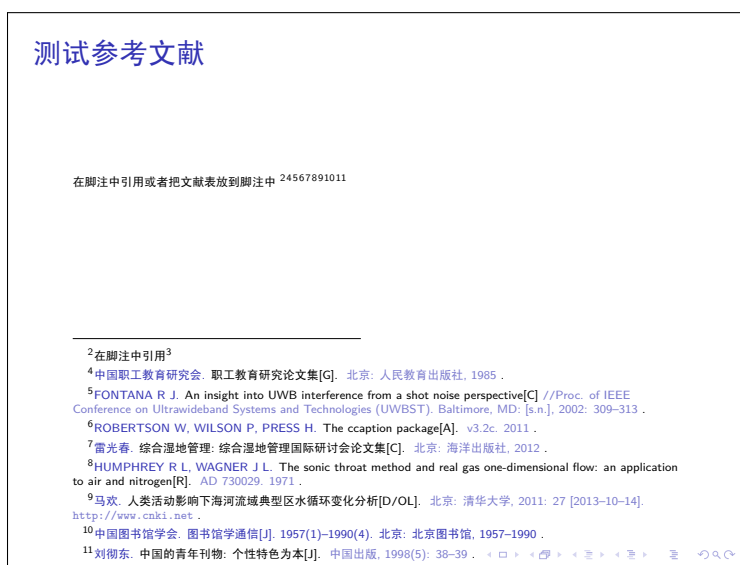 测试参考文献
在脚注中引用或者把文献表放到脚注中 24567891011
2在脚注中引用3
4中国职工教育研究会. 职工教育研究论文集[G]. 北京: 人民教育出版社, 1985 .
5FONTANA R J. An insight into UWB interference from a shot noise perspective[C] //Proc. of IEEE
Conference on Ultrawideband Systems and Technologies (UWBST). Baltimore, MD: [s.n.], 2002: 309–313 .
6ROBERTSON W, WILSON P, PRESS H. The ccaption package[A]. v3.2c. 2011 .
7雷光春. 综合湿地管理: 综合湿地管理国际研讨会论文集[C]. 北京: 海洋出版社, 2012 .
8HUMPHREY R L, WAGNER J L. The sonic throat method and real gas one-dimensional flow: an application
to air and nitrogen[R]. AD 730029. 1971 .
9马欢. 人类活动影响下海河流域典型区水循环变化分析[D/OL]. 北京: 清华大学, 2011: 27 [2013–10–14].
http://www.cnki.net .
10中国图书馆学会. 图书馆学通信[J]. 1957(1)–1990(4). 北京: 北京图书馆, 1957–1990 .
11刘彻东. 中国的青年刊物: 个性特色为本[J]. 中国出版, 1998(5): 38–39 .